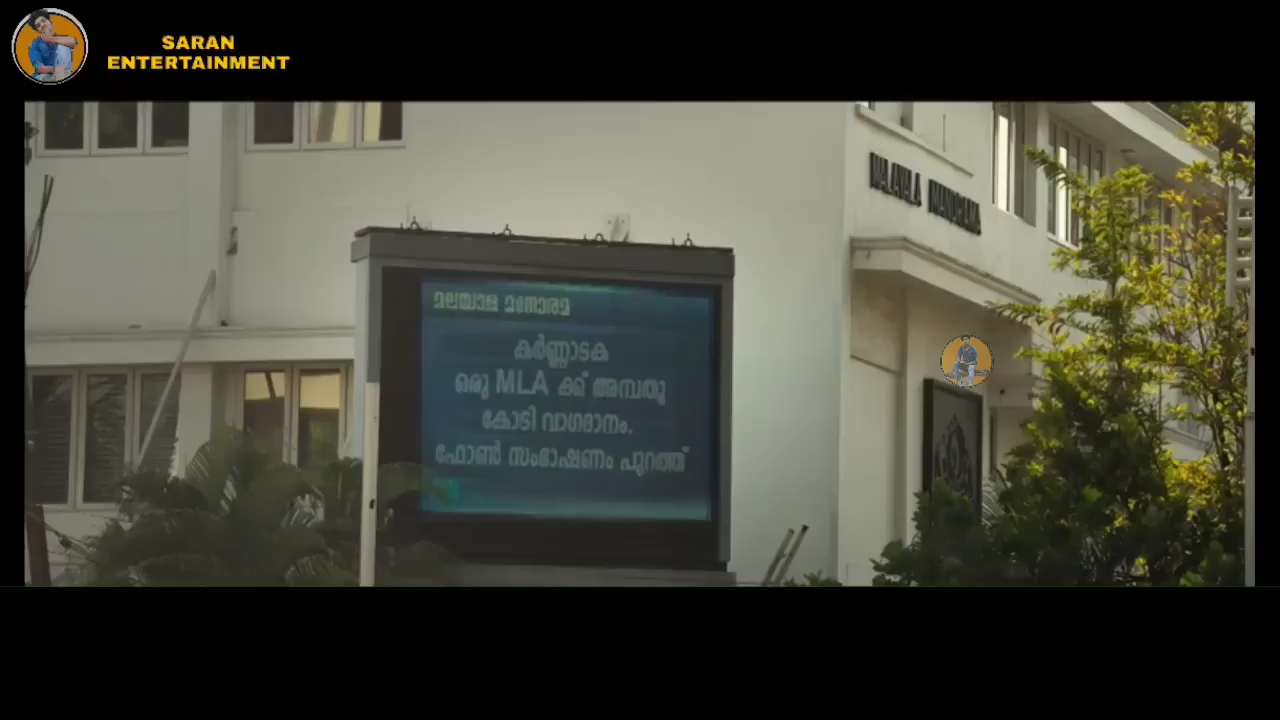 SARAN
ENTERTAINMENT
MALAYALA MANORAMA
മലയാള മനോരമ
കർണ്ണാടക
ഒരു MLA ക്ക് അമ്പതു
കോടി വാഗ്ദാനം.
ഫോൺ സംഭാഷണം പുറത്ത്